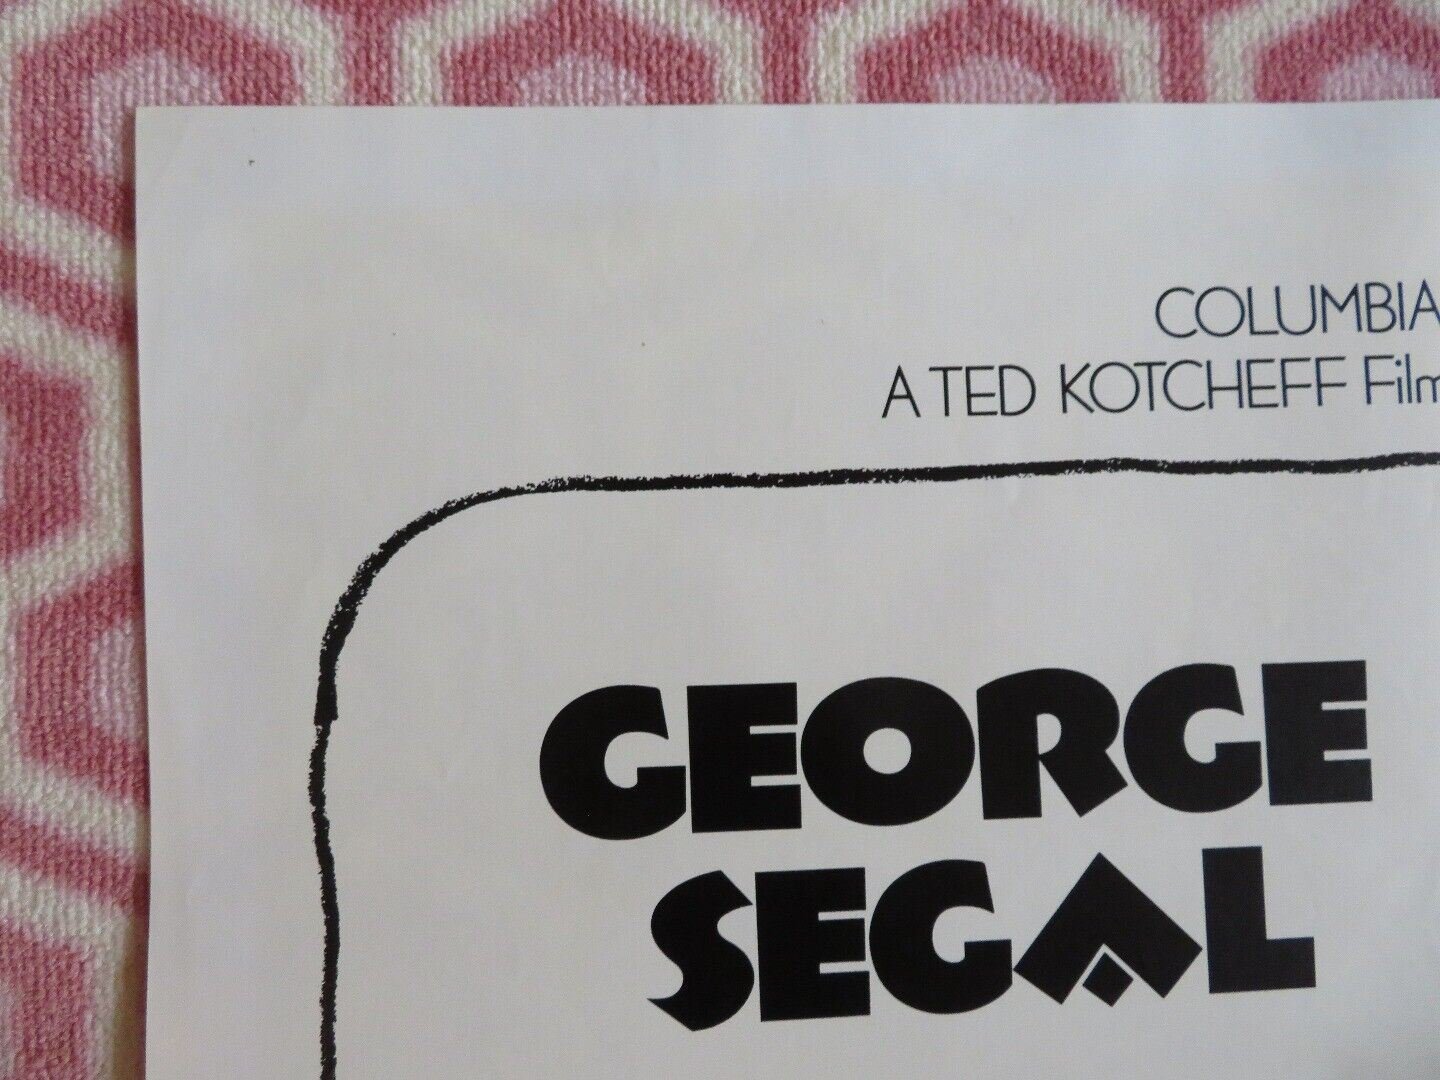 COLUMBIA
A TED KOTCHEFF Film
GEORGE
SEGAL